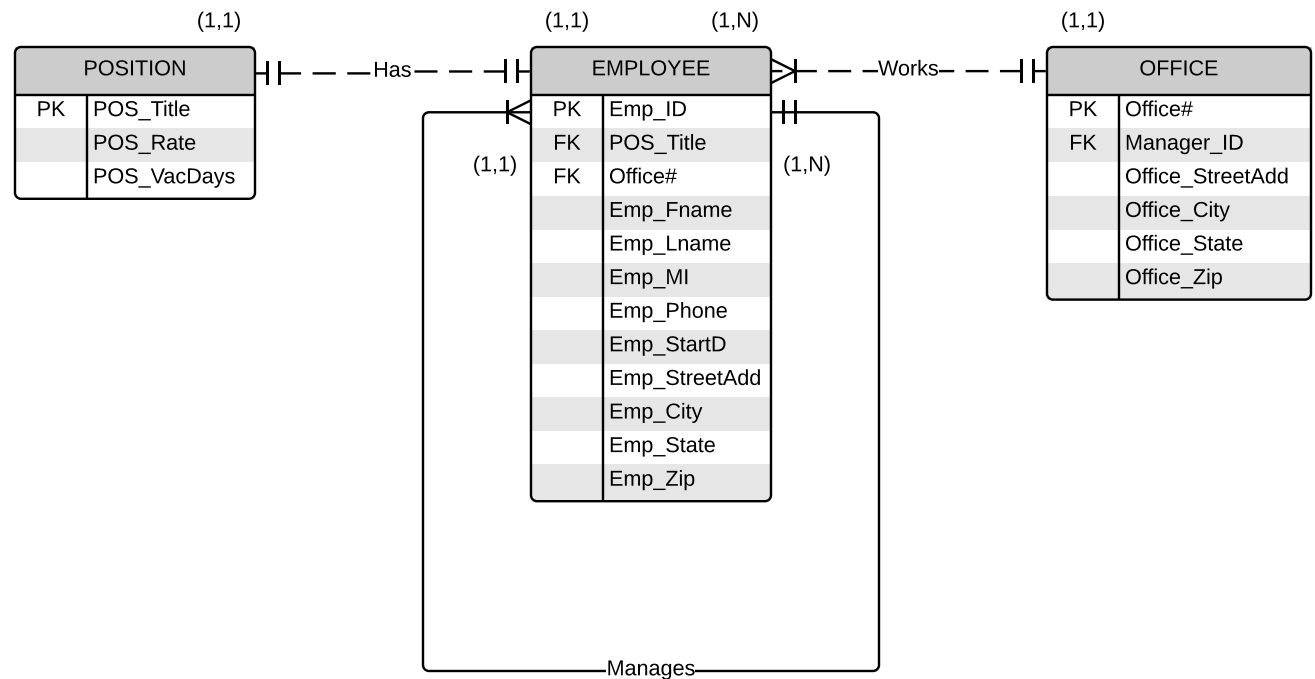 (1,1) (1,1) (1,N) (1,1)
POSITION Has EMPLOYEE Works OFFICE
PK POS_Title
POS_Rate
POS_VacDays
PK Emp_ID
FK POS_Title
FK Office#
Emp_Fname
Emp_Lname
Emp_MI
Emp_Phone
Emp_StartD
Emp_StreetAdd
Emp_City
Emp_State
Emp_Zip
(1,1) (1,N)
PK Office#
FK Manager_ID
Office_StreetAdd
Office_City
Office_State
Office_Zip
Manages